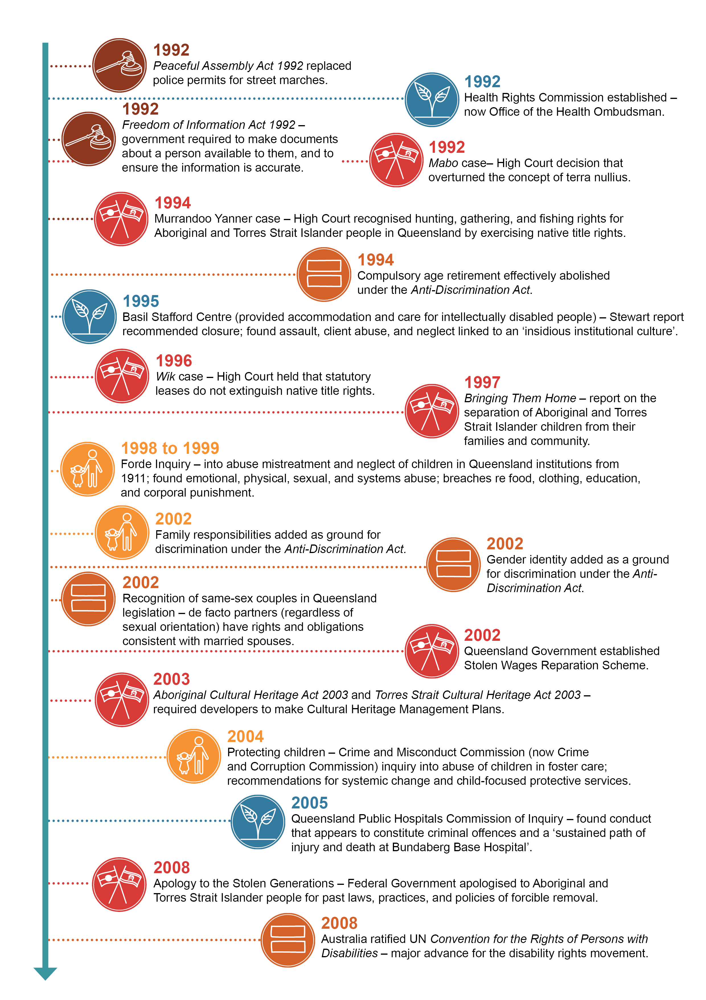 1992
Peaceful Assembly Act 1992 replaced
police permits for street marches.
1992
Health Rights Commission established –
now Office of the Health Ombudsman.
1992
Freedom of Information Act 1992 –
government required to make documents
about a person available to them, and to
ensure the information is accurate.
1992
Mabo case– High Court decision that
overturned the concept of terra nullius.
1994
Murrandoo Yanner case – High Court recognised hunting, gathering, and fishing rights for
Aboriginal and Torres Strait Islander people in Queensland by exercising native title rights.
1994
Compulsory age retirement effectively abolished
under the Anti-Discrimination Act.
1995
Basil Stafford Centre (provided accommodation and care for intellectually disabled people) – Stewart report
recommended closure; found assault, client abuse, and neglect linked to an ‘insidious institutional culture’.
1996
Wik case – High Court held that statutory
leases do not extinguish native title rights.
1997
Bringing Them Home – report on the
separation of Aboriginal and Torres
Strait Islander children from their
families and community.
1998 to 1999
Forde Inquiry – into abuse mistreatment and neglect of children in Queensland institutions from
1911; found emotional, physical, sexual, and systems abuse; breaches re food, clothing, education,
and corporal punishment.
2002
Family responsibilities added as ground for
discrimination under the Anti-Discrimination Act.
2002
Gender identity added as a ground
for discrimination under the Anti-
Discrimination Act.
2002
Recognition of same-sex couples in Queensland
legislation – de facto partners (regardless of
sexual orientation) have rights and obligations
consistent with married spouses.
2002
Queensland Government established
Stolen Wages Reparation Scheme.
2003
Aboriginal Cultural Heritage Act 2003 and Torres Strait Cultural Heritage Act 2003 –
required developers to make Cultural Heritage Management Plans.
2004
Protecting children – Crime and Misconduct Commission (now Crime
and Corruption Commission) inquiry into abuse of children in foster care;
recommendations for systemic change and child-focused protective services.
2005
Queensland Public Hospitals Commission of Inquiry – found conduct
that appears to constitute criminal offences and a ‘sustained path of
injury and death at Bundaberg Base Hospital’.
2008
Apology to the Stolen Generations – Federal Government apologised to Aboriginal and
Torres Strait Islander people for past laws, practices, and policies of forcible removal.
2008
Australia ratified UN Convention for the Rights of Persons with
Disabilities – major advance for the disability rights movement.